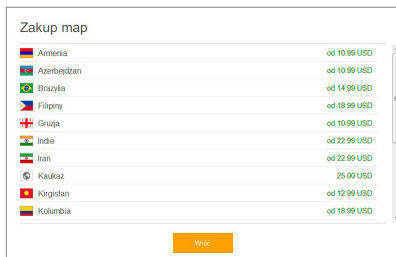 Zakup map
Armenia od 10.99 USD
Azerbejdżan od 10.99 USD
Brazylia od 14.99 USD
Filipiny od 18.99 USD
Gruzja od 10.99 USD
Indie od 22.99 USD
Iran od 22.99 USD
Kaukaz 25.00 USD
Kirgistan od 12.99 USD
Kolumbia od 18.99 USD
Wróć